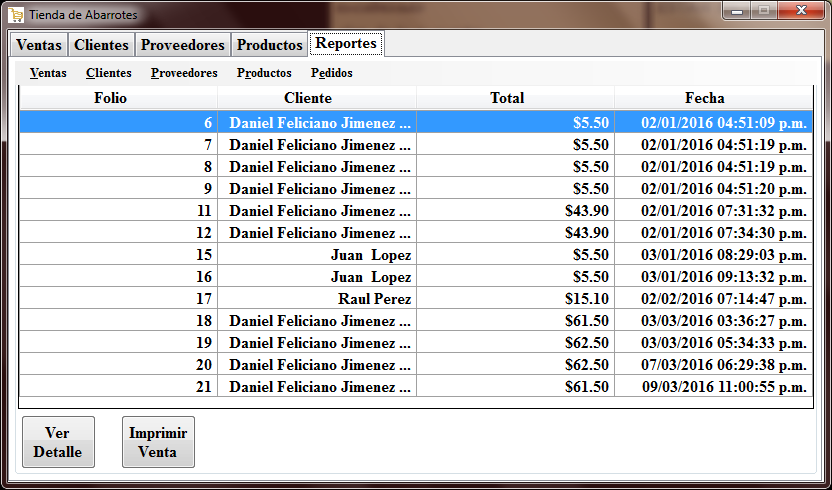 Tienda de Abarrotes
Ventas Clientes Proveedores Productos Reportes
Ventas Clientes Proveedores Productos Pedidos
Folio Cliente Total Fecha
6 Daniel Feliciano Jimenez ... $5.50 02/01/2016 04:51:09 p.m.
7 Daniel Feliciano Jimenez ... $5.50 02/01/2016 04:51:19 p.m.
8 Daniel Feliciano Jimenez ... $5.50 02/01/2016 04:51:19 p.m.
9 Daniel Feliciano Jimenez ... $5.50 02/01/2016 04:51:20 p.m.
11 Daniel Feliciano Jimenez ... $43.90 02/01/2016 07:31:32 p.m.
12 Daniel Feliciano Jimenez ... $43.90 02/01/2016 07:34:30 p.m.
15 Juan  Lopez $5.50 03/01/2016 08:29:03 p.m.
16 Juan  Lopez $5.50 03/01/2016 09:13:32 p.m.
17 Raul Perez $15.10 02/02/2016 07:14:47 p.m.
18 Daniel Feliciano Jimenez ... $61.50 03/03/2016 03:36:27 p.m.
19 Daniel Feliciano Jimenez ... $62.50 03/03/2016 05:34:33 p.m.
20 Daniel Feliciano Jimenez ... $62.50 07/03/2016 06:29:38 p.m.
21 Daniel Feliciano Jimenez ... $61.50 09/03/2016 11:00:55 p.m.
Ver Imprimir
Detalle Venta